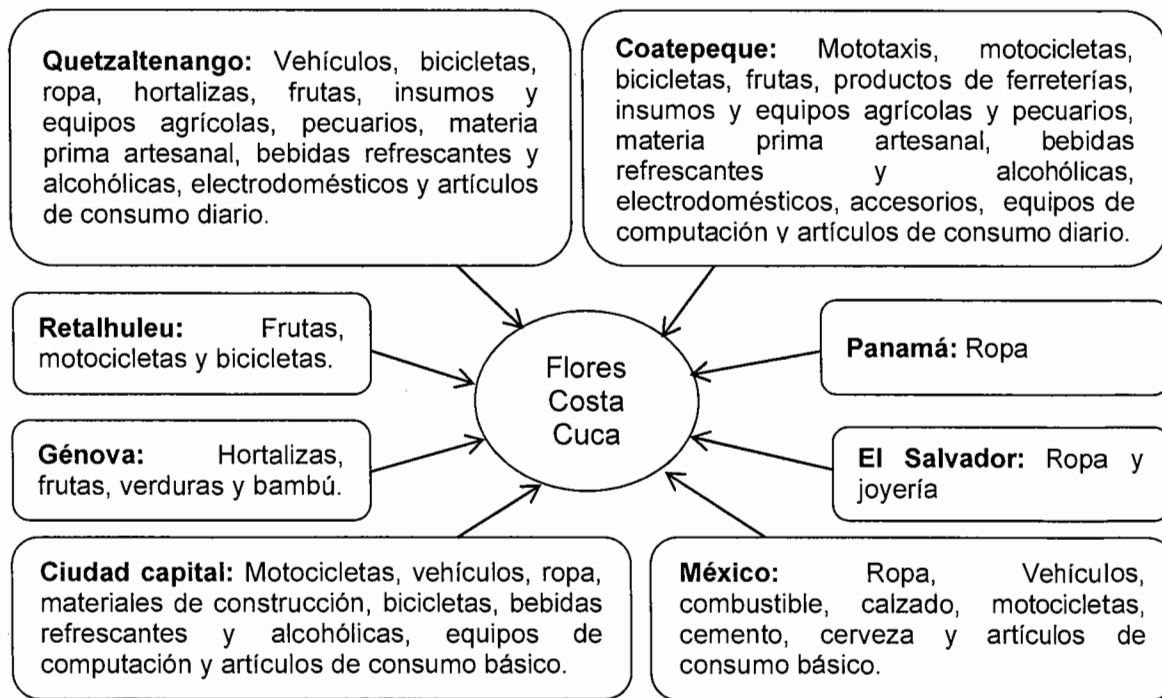 Quetzaltenango: Vehículos, bicicletas,
ropa, hortalizas, frutas, insumos y
equipos agrícolas, pecuarios, materia
prima artesanal, bebidas refrescantes y
alcohólicas, electrodomésticos y artículos
de consumo diario.
Coatepeque: Mototaxis, motocicletas,
bicicletas, frutas, productos de ferreterías,
insumos y equipos agrícolas y pecuarios,
materia prima artesanal, bebidas
refrescantes y alcohólicas,
electrodomésticos, accesorios, equipos de
computación y artículos de consumo diario.
Retalhuleu: Frutas,
motocicletas y bicicletas.
Flores
Costa
Cuca
Panamá: Ropa
Génova: Hortalizas,
frutas, verduras y bambú.
El Salvador: Ropa y
joyería
Ciudad capital: Motocicletas, vehículos, ropa,
materiales de construcción, bicicletas, bebidas
refrescantes y alcohólicas, equipos de
computación y artículos de consumo básico.
México: Ropa, Vehículos,
combustible, calzado, motocicletas,
cemento, cerveza y artículos de
consumo básico.